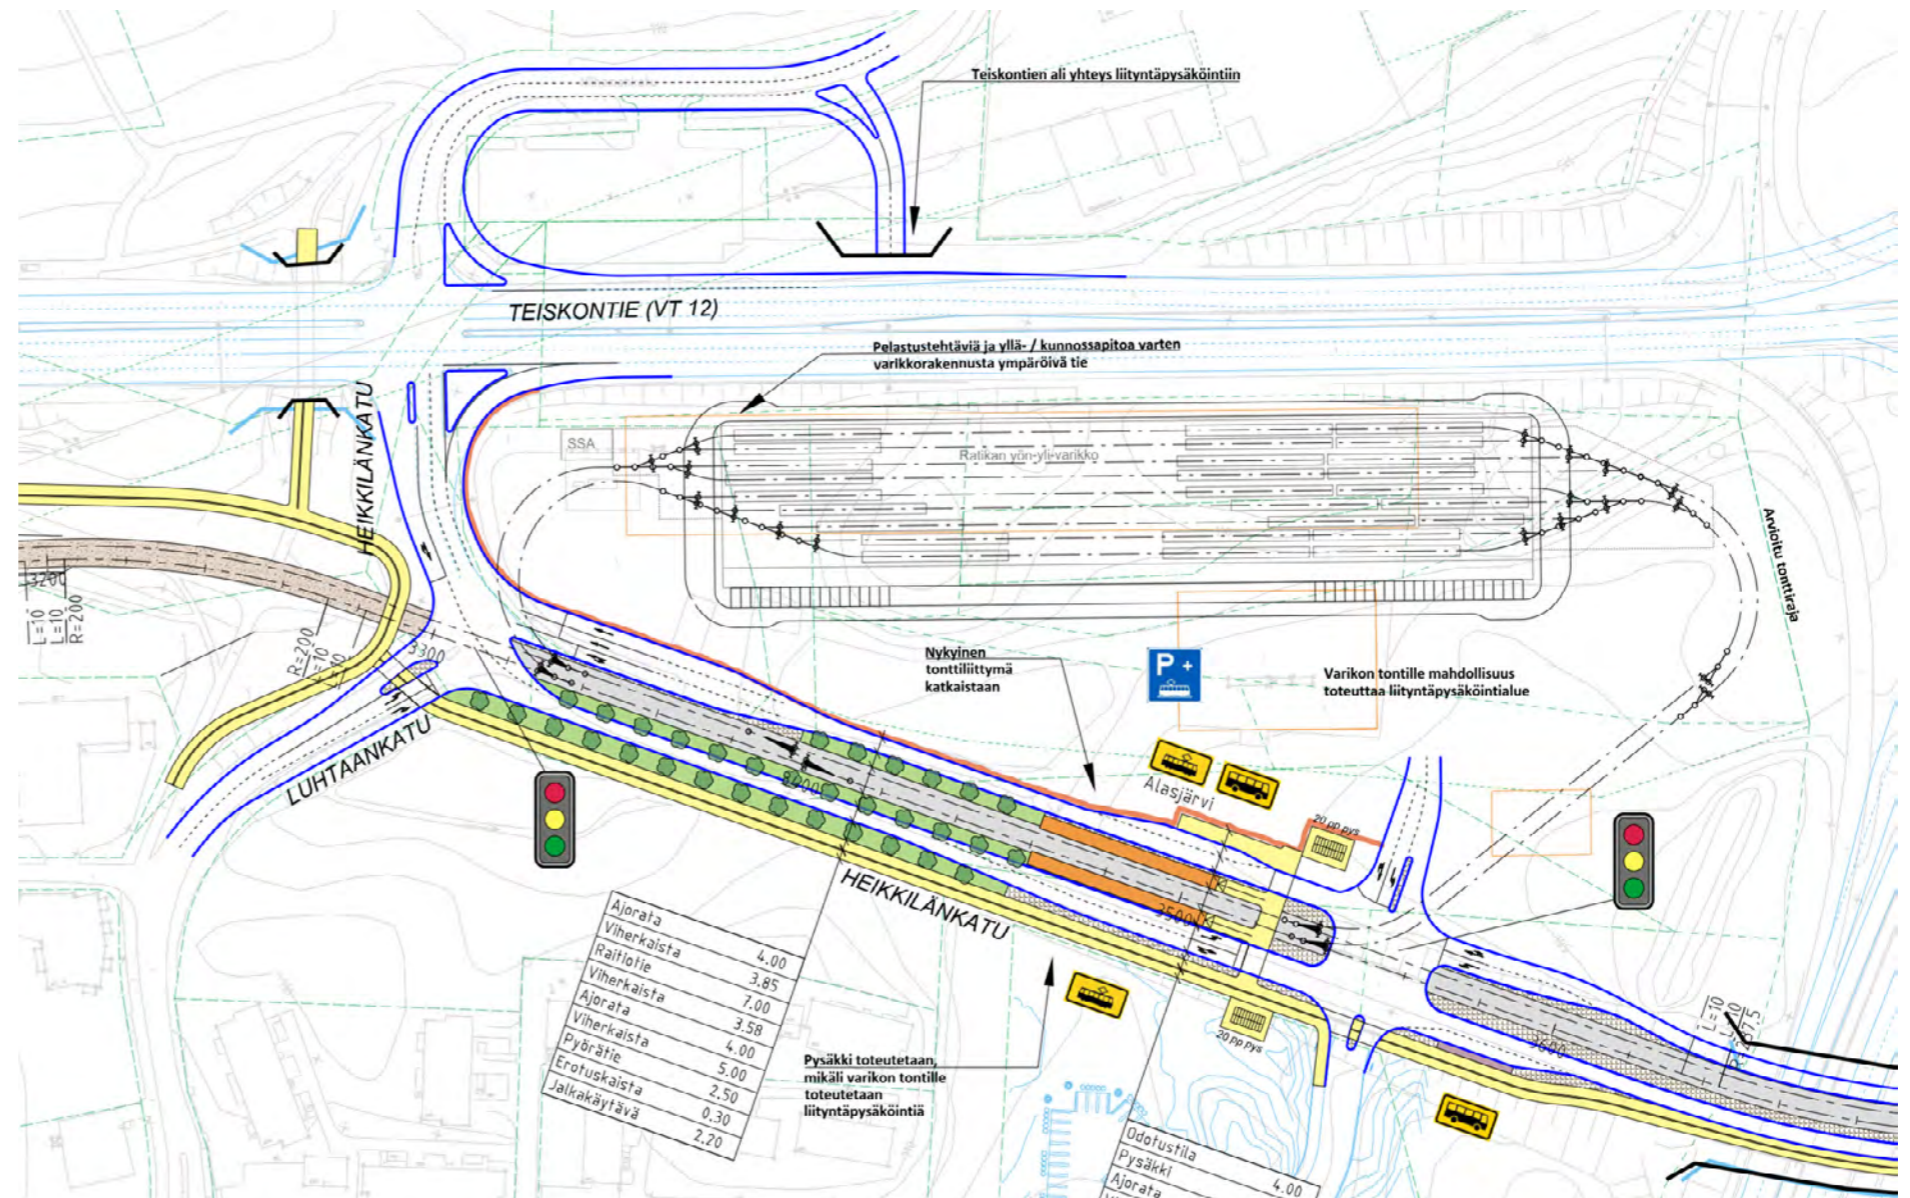 Teiskontien ali yhteys liityntäpysäköintiin
TEISKONTIE (VT 12)
Pelastustehtäviä ja yllä- / kunnossapitoa varten
varikkorakennusta ympäröivä tie
HEIKKILÄNKATU
SSA
Ratikan yön-yli-varikko
Arvioitu tonttiraja
3200
L=10
L=10
R=200
R=200
L=10
3300
Nykyinen
tonttiliittymä
katkaistaan
P +
Varikon tontille mahdollisuus
toteuttaa liityntäpysäköintialue
LUHTAANKATU
Alasjärvi
20 pp pys
HEIKKILÄNKATU
3500
Ajorata 4.00
Viherkaista 3.85
Raitiotie 7.00
Viherkaista 3.58
Ajorata 4.00
Viherkaista 5.00
Pyörätie 2.50
Erotuskaista 0.30
Jalkakäytävä 2.20
20 pp pys
L=10
3600
Pysäkki toteutetaan,
mikäli varikon tontille
toteutetaan
liityntäpysäköintiä
Odotustila
Pysäkki 4.00
Ajorata